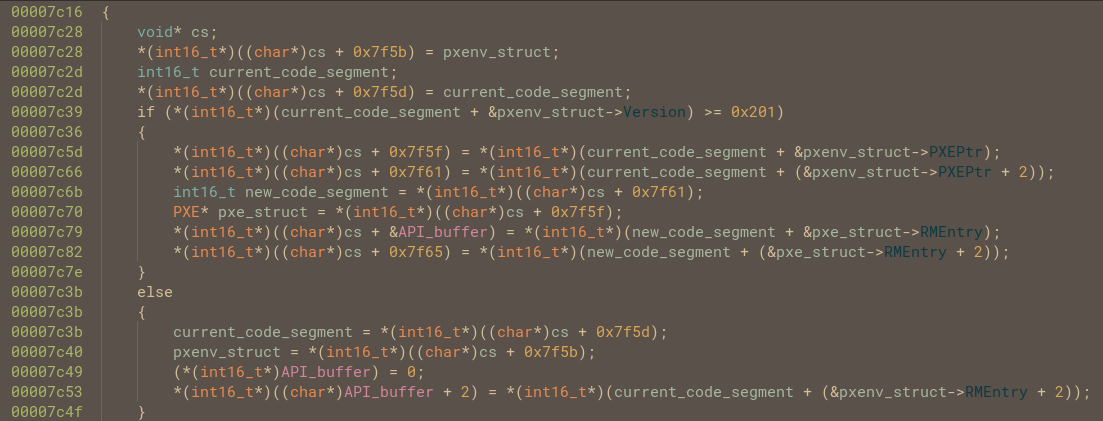 00007c16 {
00007c28 void* cs;
00007c28 *(int16_t*)((char*)cs + 0x7f5b) = pxenv_struct;
00007c2d int16_t current_code_segment;
00007c2d *(int16_t*)((char*)cs + 0x7f5d) = current_code_segment;
00007c39 if (*(int16_t*)(current_code_segment + &pxenv_struct->Version) >= 0x201)
00007c36 {
00007c5d *(int16_t*)((char*)cs + 0x7f5f) = *(int16_t*)(current_code_segment + &pxenv_struct->PXEPtr);
00007c66 *(int16_t*)((char*)cs + 0x7f61) = *(int16_t*)(current_code_segment + (&pxenv_struct->PXEPtr + 2));
00007c6b int16_t new_code_segment = *(int16_t*)((char*)cs + 0x7f61);
00007c70 PXE* pxe_struct = *(int16_t*)((char*)cs + 0x7f5f);
00007c79 *(int16_t*)((char*)cs + &API_buffer) = *(int16_t*)(new_code_segment + &pxe_struct->RMEntry);
00007c82 *(int16_t*)((char*)cs + 0x7f65) = *(int16_t*)(new_code_segment + (&pxe_struct->RMEntry + 2));
00007c7e }
00007c3b else
00007c3b {
00007c3b current_code_segment = *(int16_t*)((char*)cs + 0x7f5d);
00007c40 pxenv_struct = *(int16_t*)((char*)cs + 0x7f5b);
00007c49 (*(int16_t*)API_buffer) = 0;
00007c53 *(int16_t*)((char*)API_buffer + 2) = *(int16_t*)(current_code_segment + (&pxenv_struct->RMEntry + 2));
00007c4f }